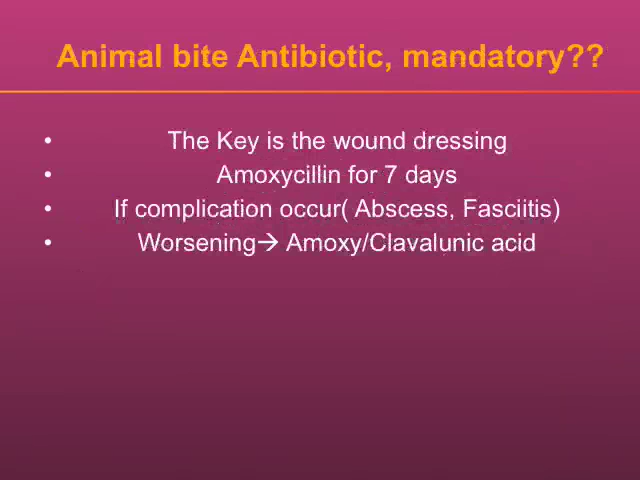 Animal bite Antibiotic, mandatory??
• The Key is the wound dressing
• Amoxycillin for 7 days
• If complication occur( Abscess, Fasciitis)
• Worsening→ Amoxy/Clavalunic acid